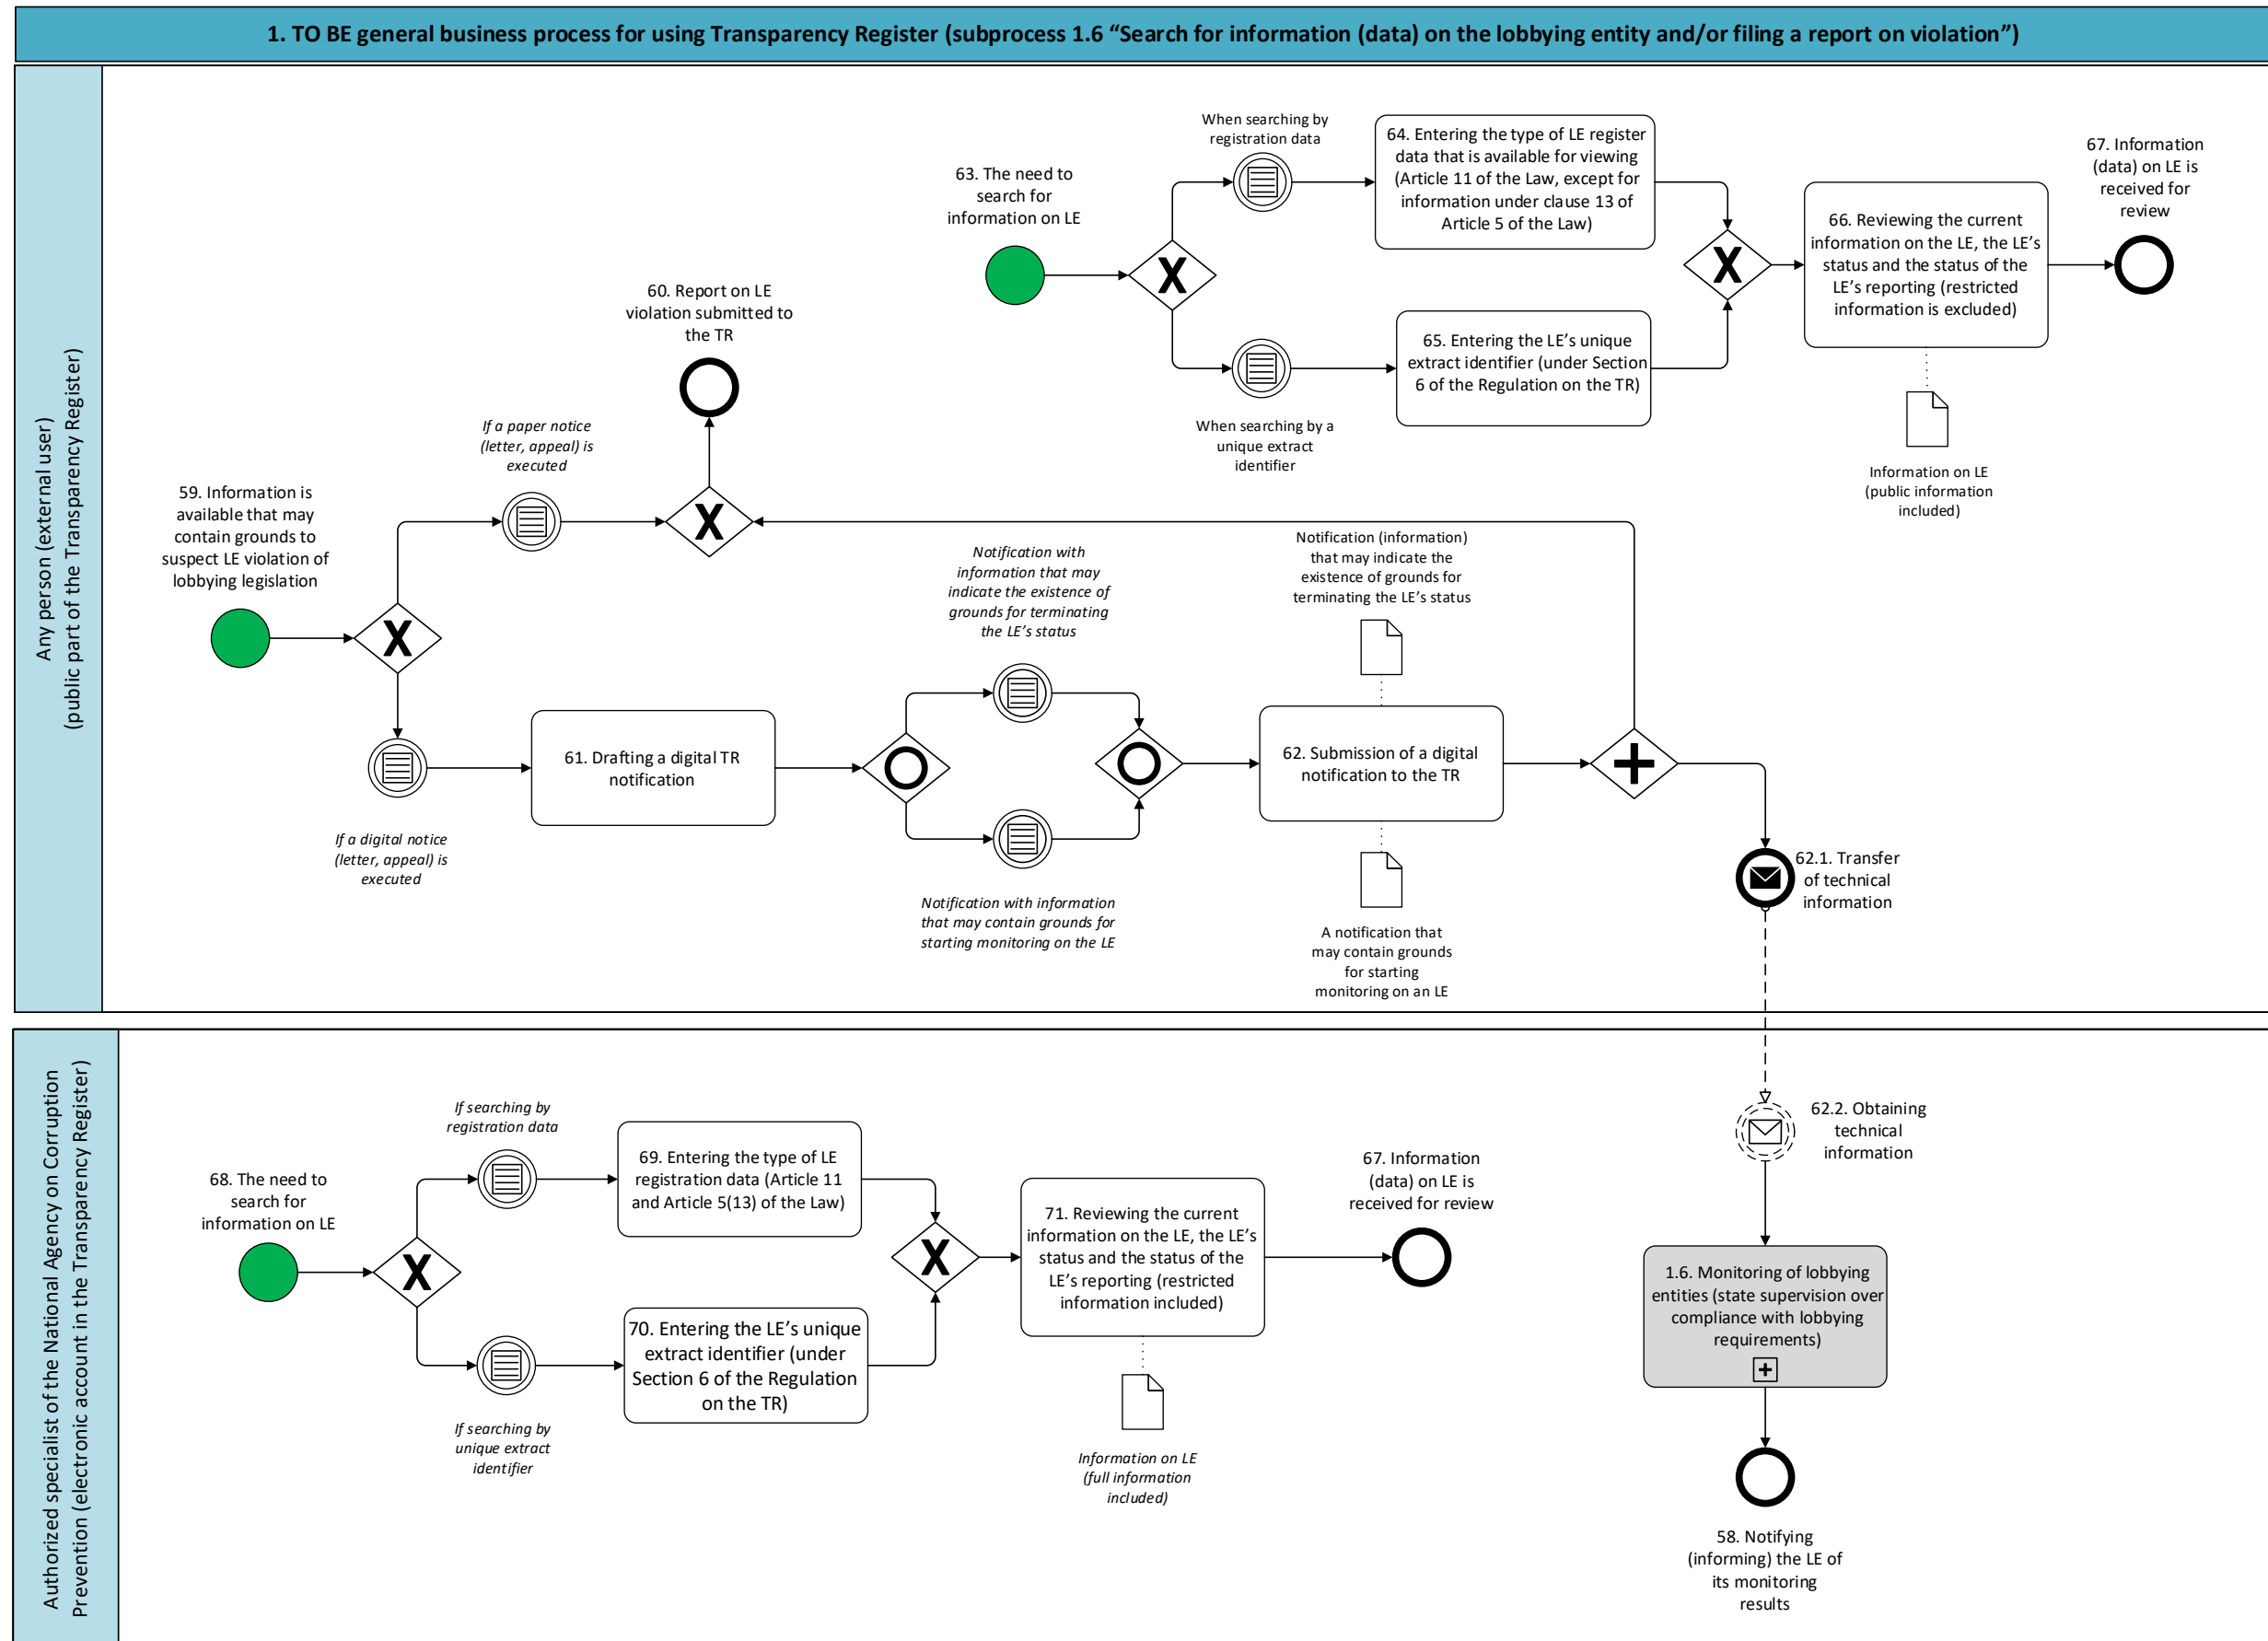 1. TO BE general business process for using Transparency Register (subprocess 1.6 “Search for information (data) on the lobbying entity and/or filing a report on violation”)
Any person (external user)
(public part of the Transparency Register)
When searching by
registration data
64. Entering the type of LE register
data that is available for viewing
(Article 11 of the Law, except for
information under clause 13 of
Article 5 of the Law)
67. Information
(data) on LE is
received for
review
63. The need to
search for
information on LE
66. Reviewing the current
information on the LE, the LE’s
status and the status of the
LE’s reporting (restricted
information is excluded)
X
X
60. Report on LE
violation submitted to
the TR
65. Entering the LE’s unique
extract identifier (under Section
6 of the Regulation on the TR)
When searching by a
unique extract
identifier
Information on LE
(public information
included)
If a paper notice
(letter, appeal) is
executed
59. Information is
available that may
contain grounds to
suspect LE violation of
lobbying legislation
X
X
Notification with
information that may
indicate the existence of
grounds for terminating
the LE’s status
Notification (information)
that may indicate the
existence of grounds for
terminating the LE’s status
61. Drafting a digital TR
notification
62. Submission of a digital
notification to the TR
If a digital notice
(letter, appeal) is
executed
Notification with information
that may contain grounds for
starting monitoring on the LE
A notification that
may contain grounds
for starting
monitoring on an LE
62.1. Transfer
of technical
information
Authorized specialist of the National Agency on Corruption
Prevention (electronic account in the Transparency Register)
If searching by
registration data
69. Entering the type of LE
registration data (Article 11
and Article 5(13) of the Law)
62.2. Obtaining
technical
information
68. The need to
search for
information on LE
67. Information
(data) on LE is
received for review
71. Reviewing the current
information on the LE, the LE’s
status and the status of the
LE’s reporting (restricted
information included)
X
X
70. Entering the LE’s unique
extract identifier (under
Section 6 of the Regulation
on the TR)
1.6. Monitoring of lobbying
entities (state supervision over
compliance with lobbying
requirements)
If searching by
unique extract
identifier
Information on LE
(full information
included)
58. Notifying
(informing) the LE of
its monitoring
results